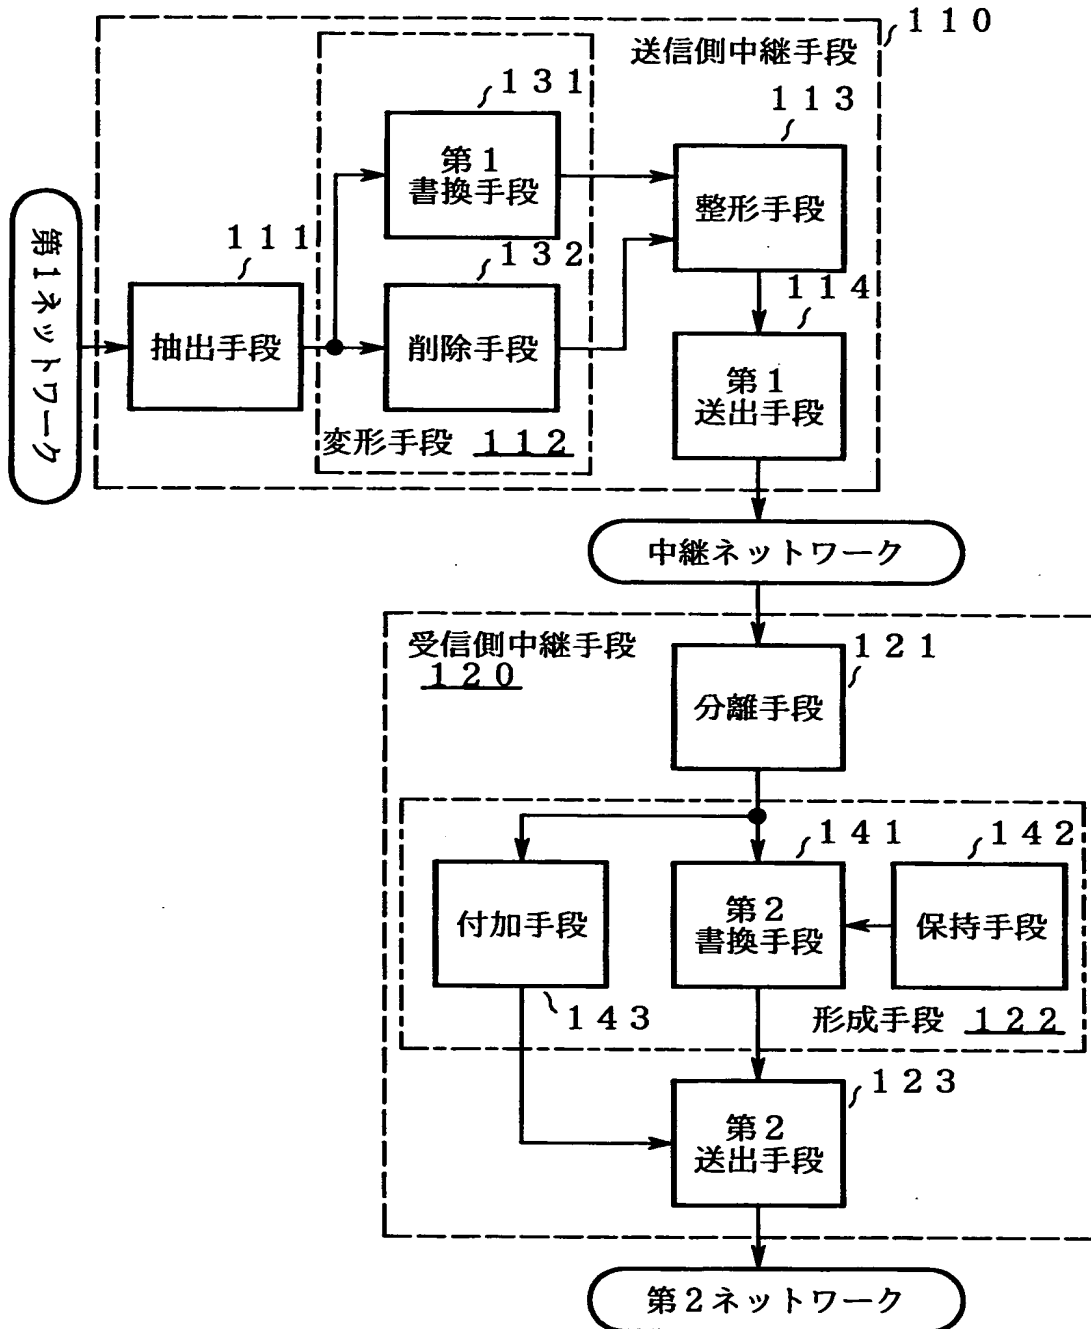 １１０
送信側中継手段
１３１
第１
書換手段
１１３
整形手段
第１ネットワーク
１１１
抽出手段
１３２
削除手段
１１４
第１
送出手段
変形手段 １１２
中継ネットワーク
受信側中継手段
１２０
１２１
分離手段
１４１
１４２
付加手段
第２
書換手段
保持手段
１４３
形成手段 １２２
１２３
第２
送出手段
第２ネットワーク